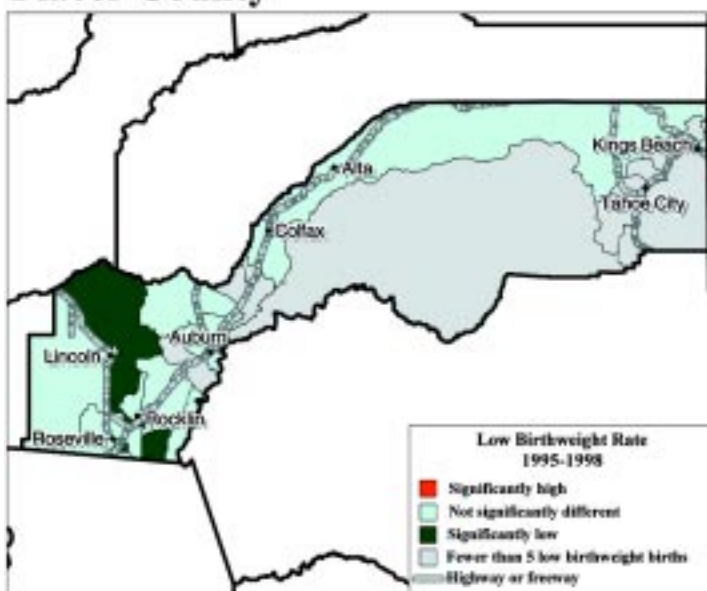 Kings Beach
Alta
Tahoe City
Colfax
Auburn
Lincoln
Rocklin
Roseville
Low Birthweight Rate
1995-1998
Significantly high
Not significantly different
Significantly low
Fewer than 5 low birthweight births
Highway or freeway